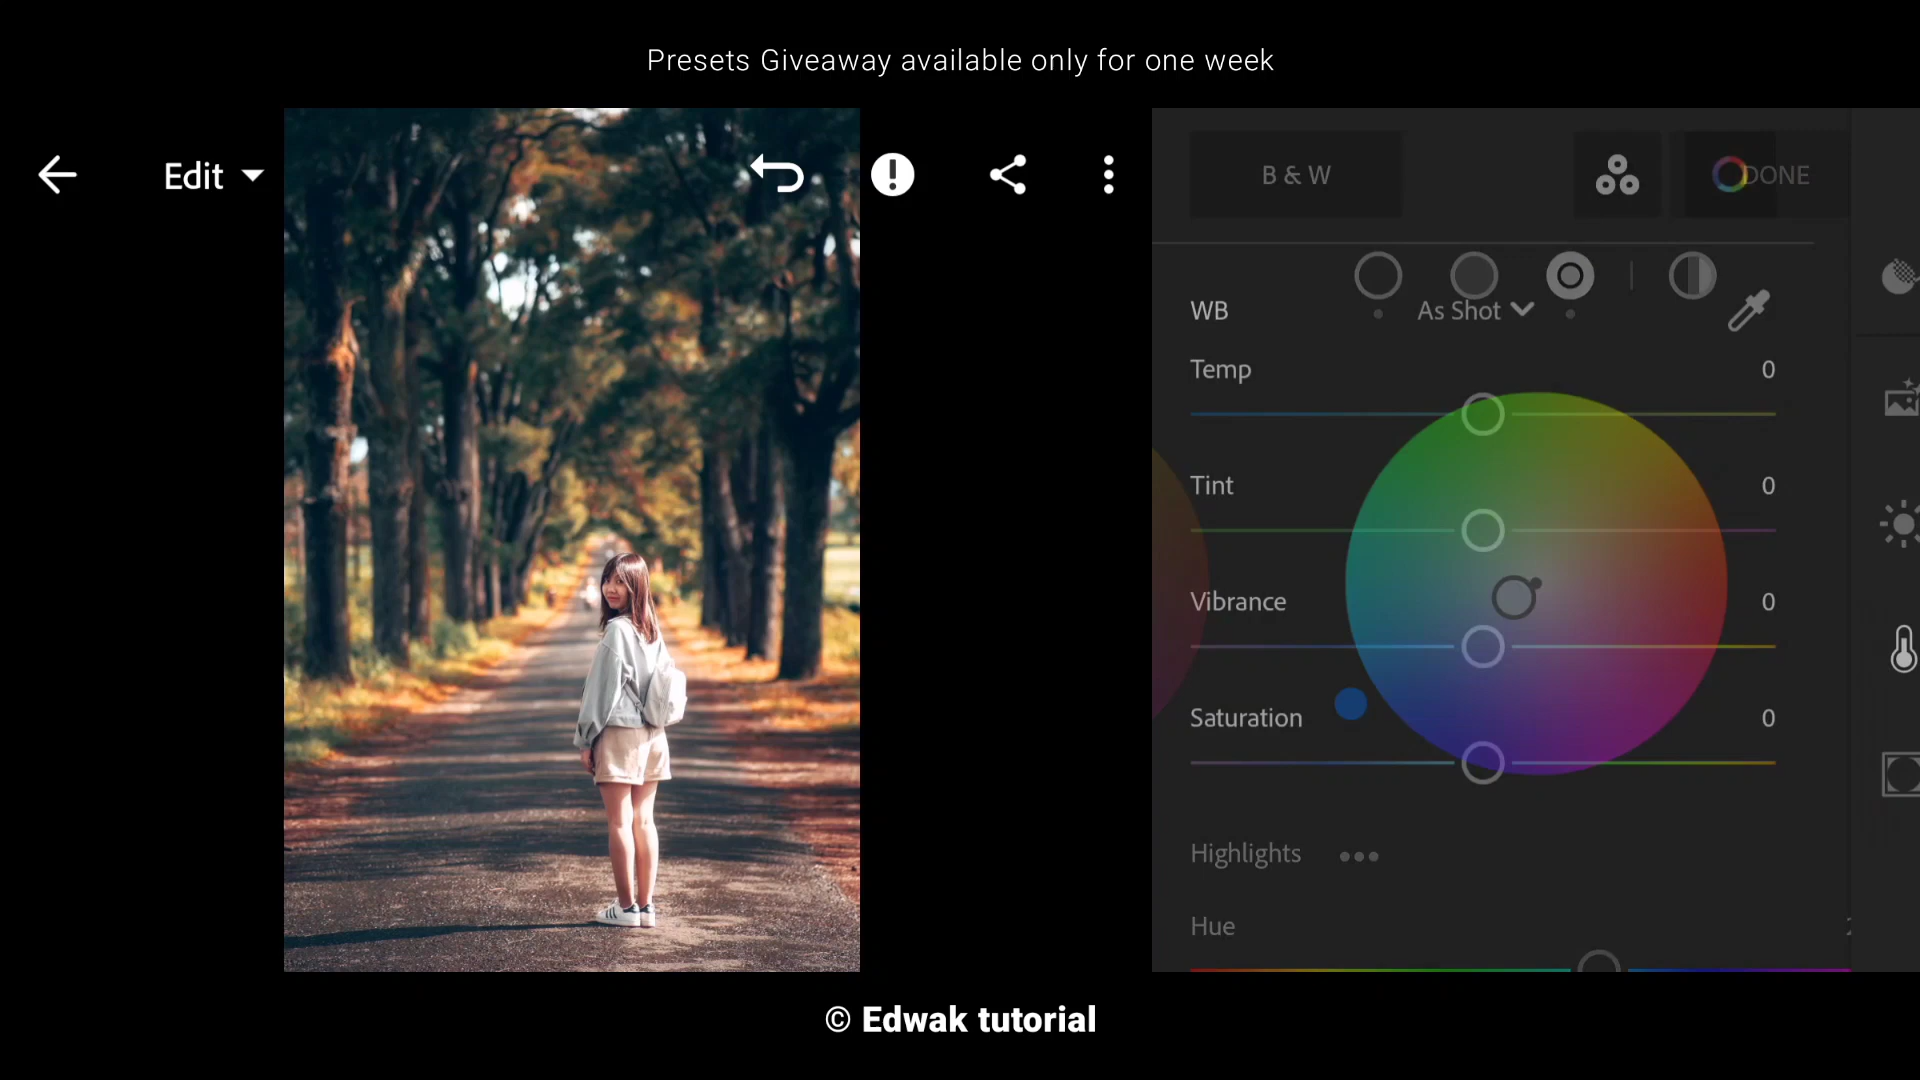 Presets Giveaway available only for one week
Edit
B & W
DONE
WB
As Shot
Temp
0
Tint
0
Vibrance
0
Saturation
0
Highlights
Hue
© Edwak tutorial